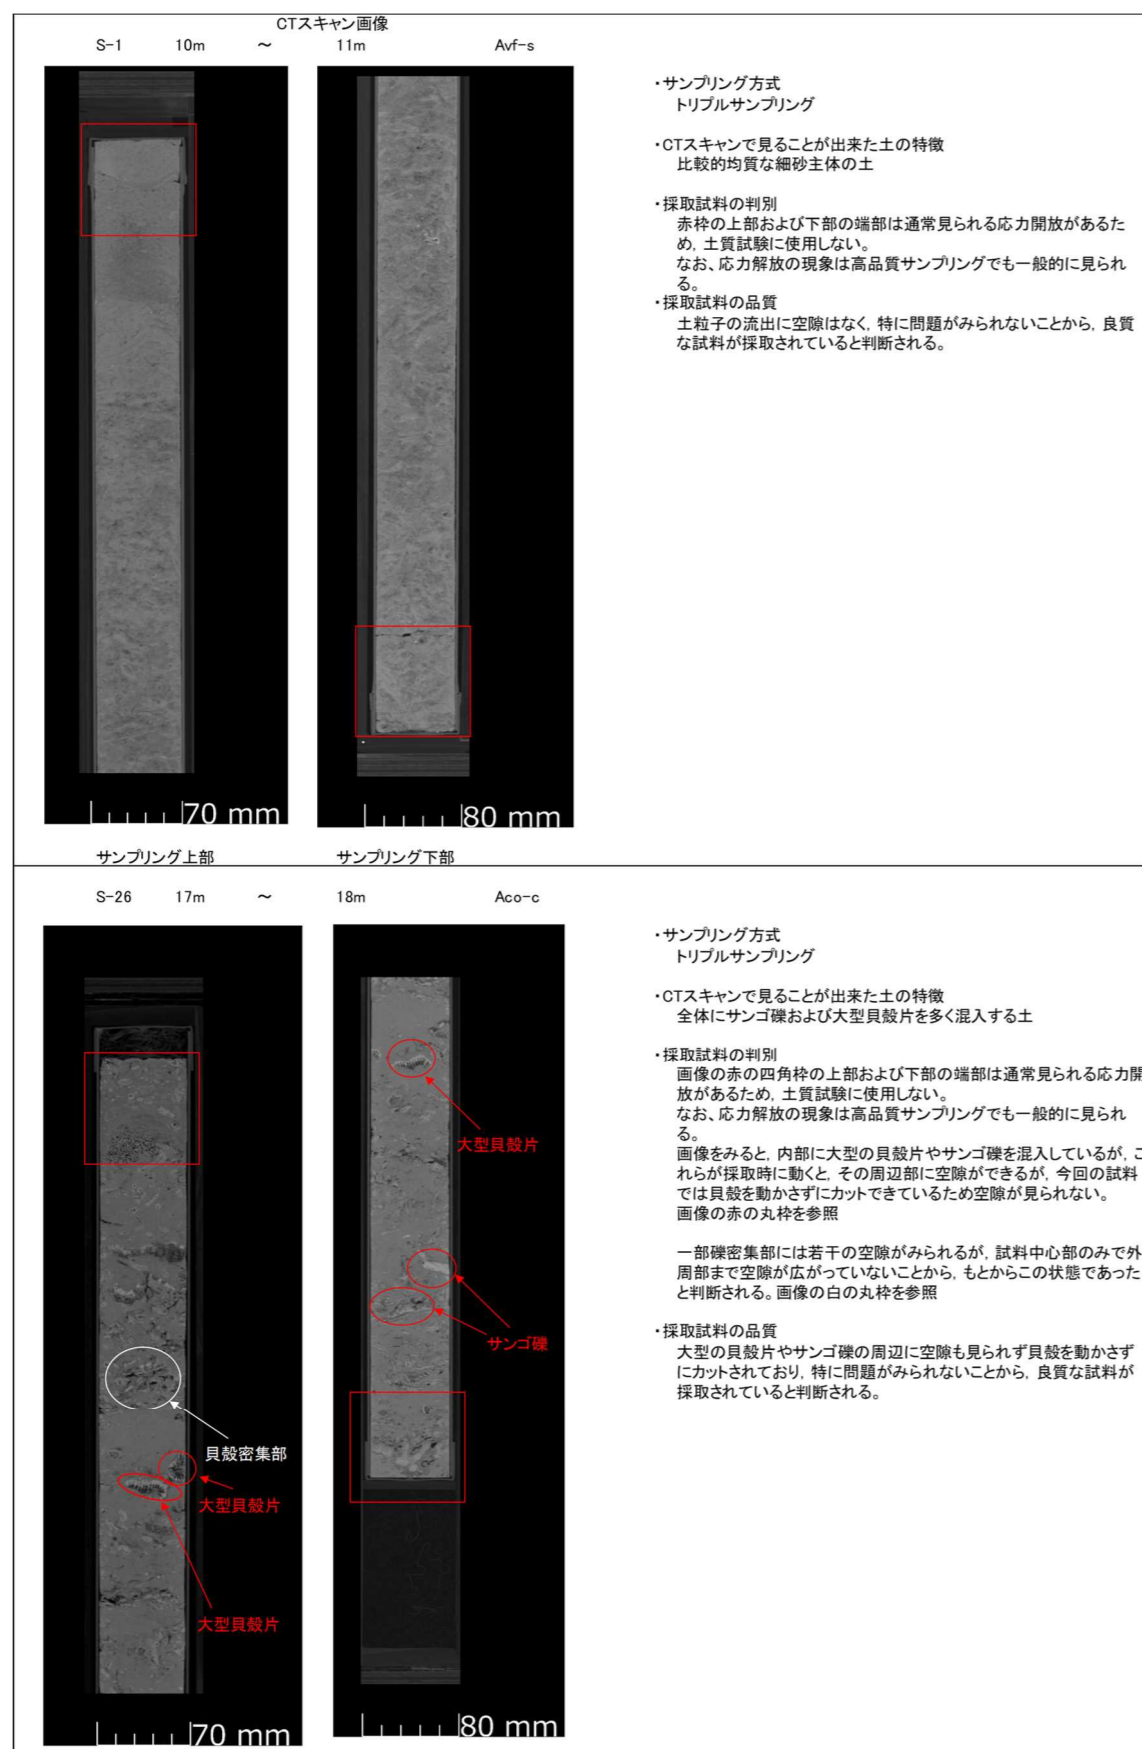 CTスキャン画像
S-1 10m ～ 11m Avf-s
・サンプリング方式
トリプルサンプリング
・CTスキャンで見ることが出来た土の特徴
比較的均質な細砂主体の土
・採取試料の判別
赤枠の上部および下部の端部は通常見られる応力開放があるた
め, 土質試験に使用しない。
なお、応力解放の現象は高品質サンプリングでも一般的に見られ
る。
・採取試料の品質
土粒子の流出に空隙はなく, 特に問題がみられないことから, 良質
な試料が採取されていると判断される。
70 mm
80 mm
サンプリング上部 サンプリング下部
S-26 17m ～ 18m Aco-c
・サンプリング方式
トリプルサンプリング
・CTスキャンで見ることが出来た土の特徴
全体にサンゴ礫および大型貝殻片を多く混入する土
・採取試料の判別
画像の赤の四角枠の上部および下部の端部は通常見られる応力開
放があるため, 土質試験に使用しない。
なお、応力解放の現象は高品質サンプリングでも一般的に見られ
る。
画像をみると, 内部に大型の貝殻片やサンゴ礫を混入しているが, こ
れらが採取時に動くと, その周辺部に空隙ができるが, 今回の試料
では貝殻を動かさずにカットできているため空隙が見られない。
画像の赤の丸枠を参照
一部礫密集部には若干の空隙がみられるが, 試料中心部のみで外
周部まで空隙が広がっていないことから, もとからこの状態であった
と判断される。画像の白の丸枠を参照
・採取試料の品質
大型の貝殻片やサンゴ礫の周辺に空隙も見られず貝殻を動かさず
にカットされており, 特に問題がみられないことから, 良質な試料が
採取されていると判断される。
貝殻密集部
大型貝殻片
大型貝殻片
70 mm
大型貝殻片
サンゴ礫
80 mm